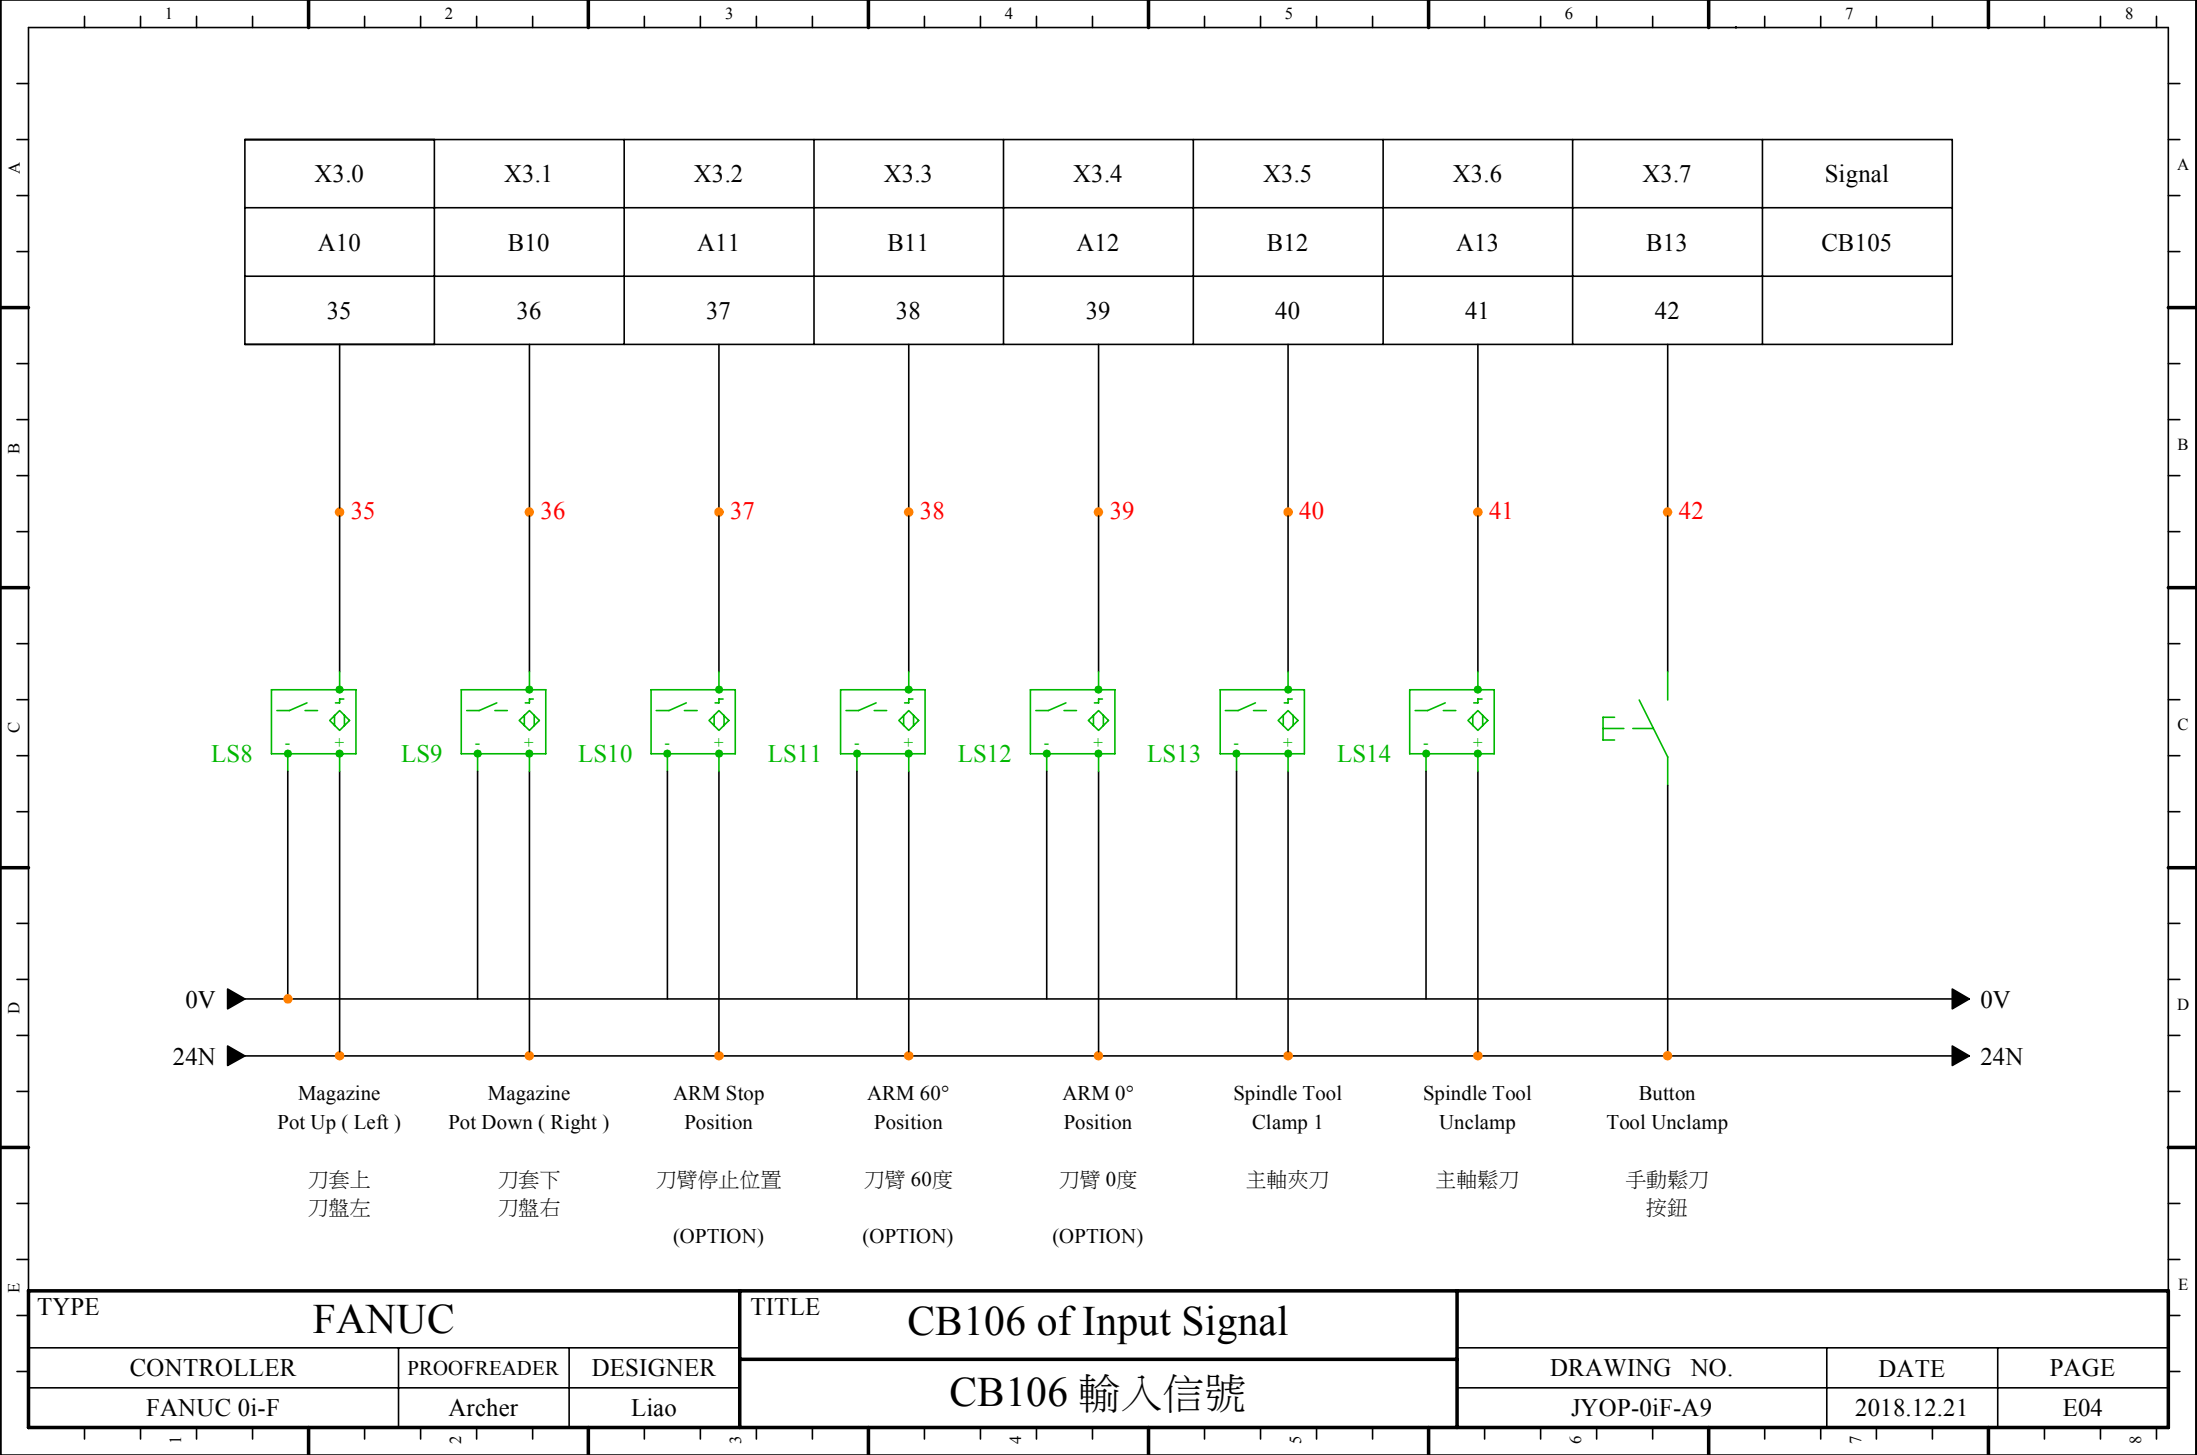 1 2 3 4 5 6 7 8
A A
X3.0 X3.1 X3.2 X3.3 X3.4 X3.5 X3.6 X3.7 Signal
A10 B10 A11 B11 A12 B12 A13 B13 CB105
35 36 37 38 39 40 41 42
B B
35 36 37 38 39 40 41 42
C C
- + - + - + - + - + - + - +
LS8 LS9 LS10 LS11 LS12 LS13 LS14
D D
0V 0V
24N 24N
Magazine
Pot Up ( Left )
刀套上
刀盤左
Magazine
Pot Down ( Right )
刀套下
刀盤右
ARM Stop
Position
刀臂停止位置
(OPTION)
ARM 60°
Position
刀臂 60度
(OPTION)
ARM 0°
Position
刀臂 0度
(OPTION)
Spindle Tool
Clamp 1
主軸夾刀
Spindle Tool
Unclamp
主軸鬆刀
Button
Tool Unclamp
手動鬆刀
按鈕
E E
TYPE FANUC
CONTROLLER PROOFREADER DESIGNER
FANUC 0i-F Archer Liao
TITLE CB106 of Input Signal
CB106 輸入信號
DRAWING NO. DATE PAGE
JYOP-0iF-A9 2018.12.21 E04
1 2 3 4 5 6 7 8